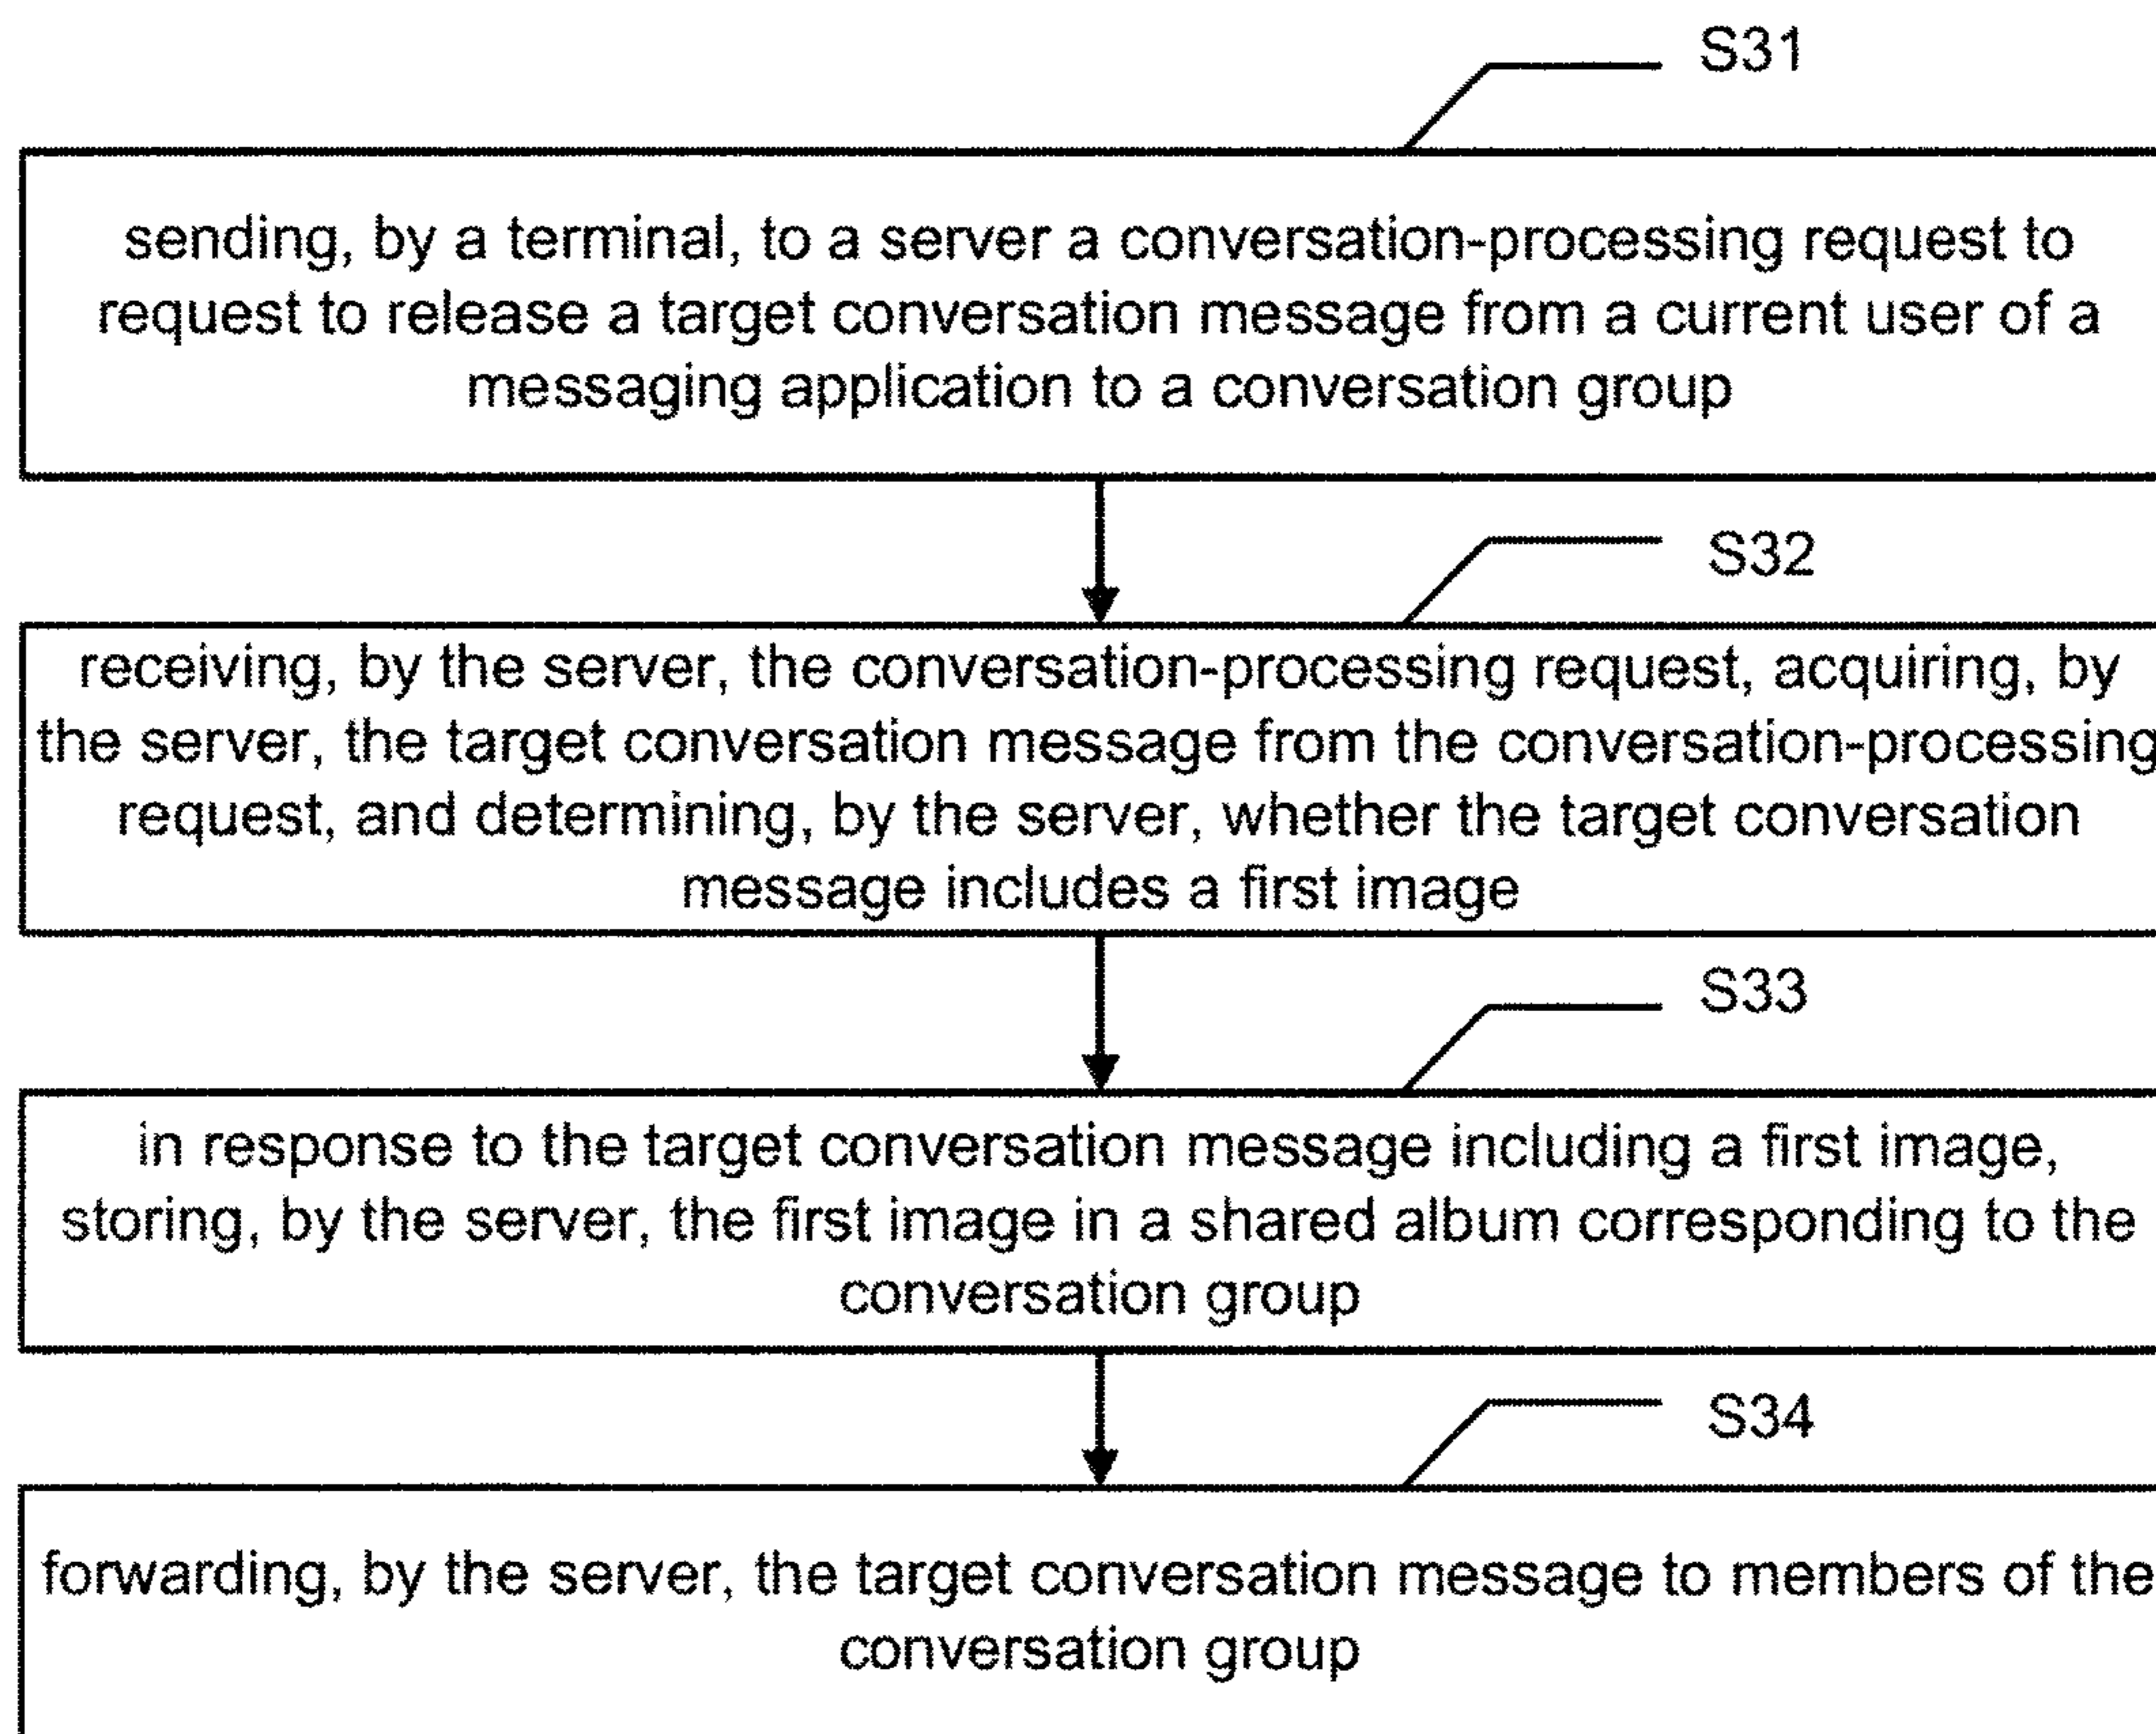 S31
sending, by a terminal, to a server a conversation-processing request to
request to release a target conversation message from a current user of a
messaging application to a conversation group
S32
receiving, by the server, the conversation-processing request, acquiring, by
the server, the target conversation message from the conversation-processing
request, and determining, by the server, whether the target conversation
message includes a first image
S33
in response to the target conversation message including a first image,
storing, by the server, the first image in a shared album corresponding to the
conversation group
S34
forwarding, by the server, the target conversation message to members of the
conversation group